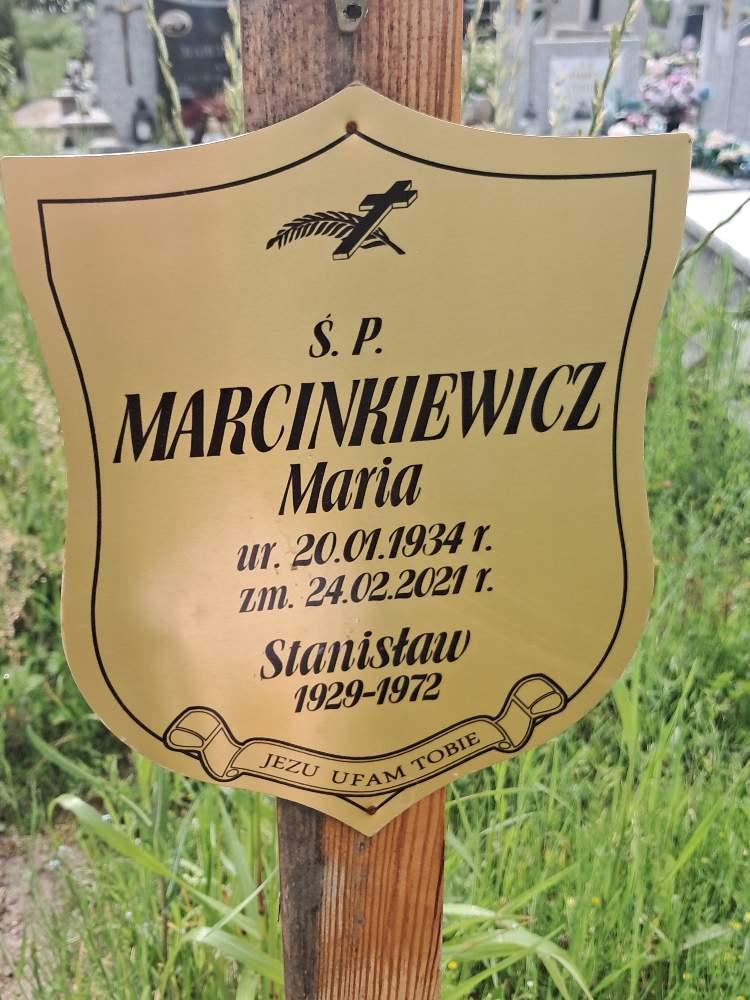 Ś. P.
MARCINKIEWICZ
Maria
ur. 20.01.1934 r.
zm. 24.02.2021 r.
Stanisław
1929-1972
JEZU UFAM TOBIE